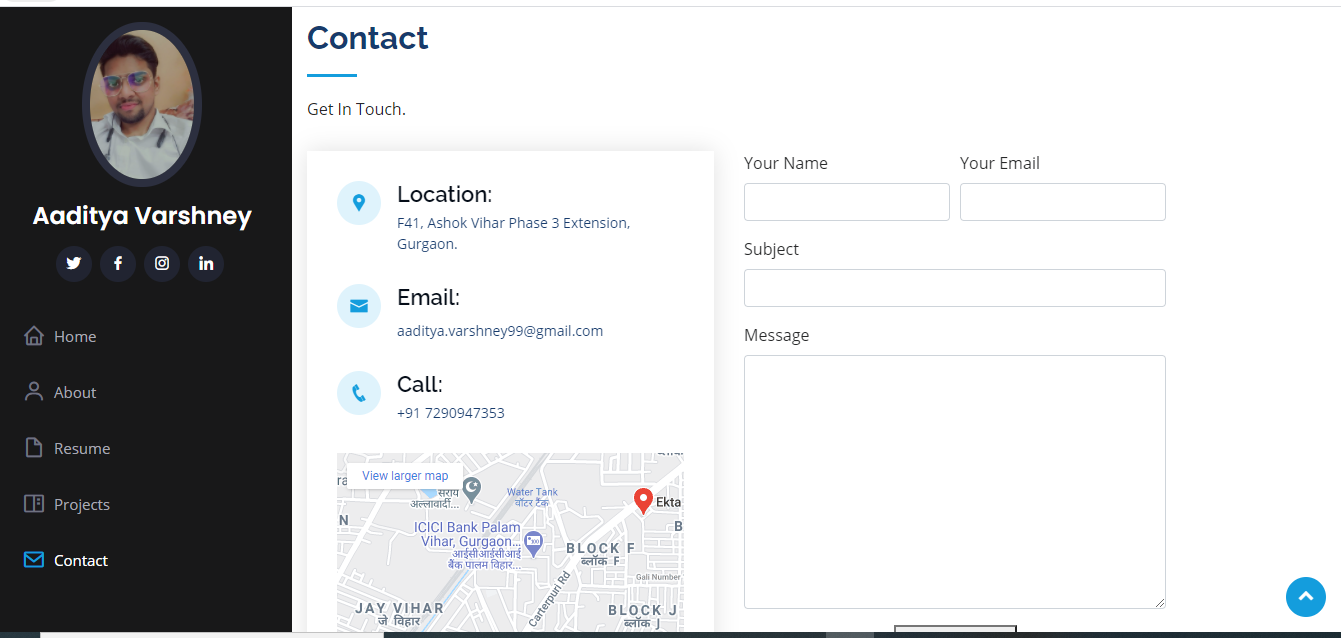 Aaditya Varshney
Home
About
Resume
Projects
Contact
Contact
Get In Touch.
Location:
F41, Ashok Vihar Phase 3 Extension,
Gurgaon.
Email:
aaditya.varshney99@gmail.com
Call:
+91 7290947353
View larger map
सराय
अल्लावार्दी...
Water Tank
वॉटर टैंक
Ekta
N
B
ICICI Bank Palam
Vihar, Gurgaon...
आईसीआईसीआई
बैंक पालम विहार...
BLOCK F
ब्लॉक F
Gali Number
Carterpuri Rd
JAY VIHAR
जे विहार
BLOCK J
ब्लॉक J
Your Name
Your Email
Subject
Message